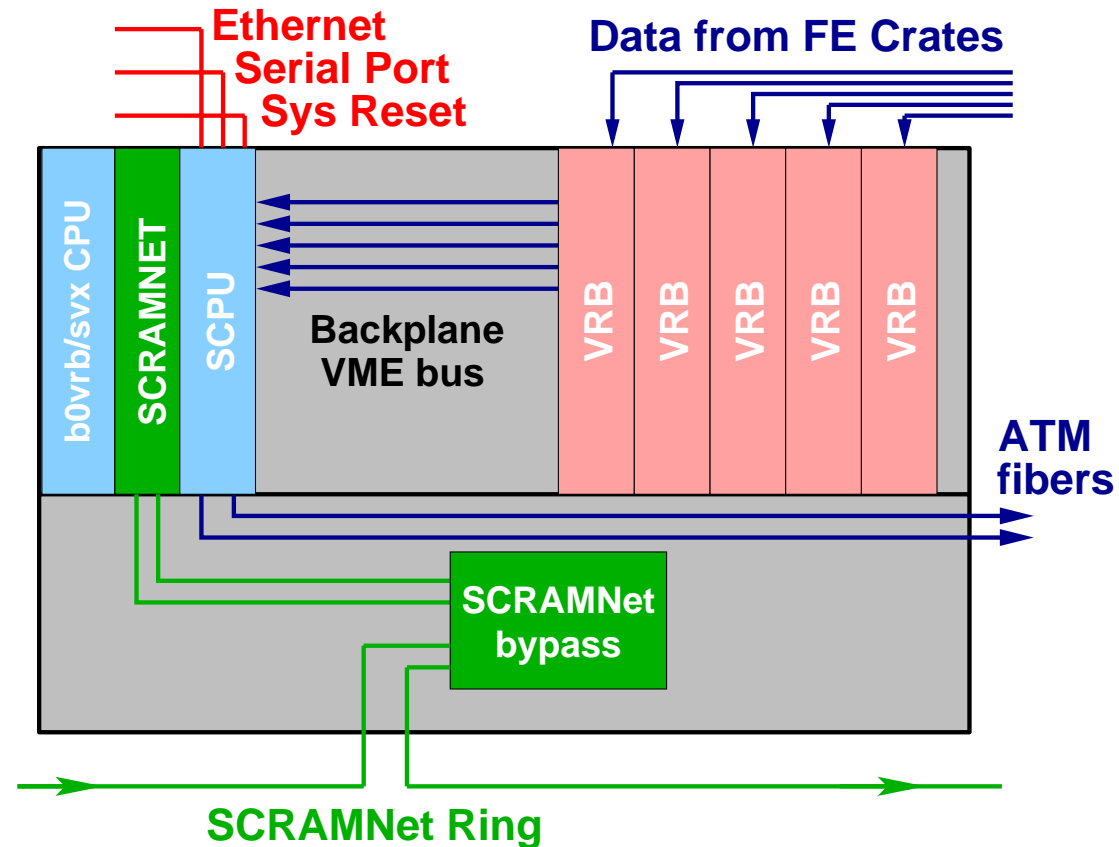 Ethernet
Serial Port
Sys Reset
Data from FE Crates
b0vrb/svx CPU
SCRAMNET
SCPU
Backplane
VME bus
VRB
VRB
VRB
VRB
VRB
ATM
fibers
SCRAMNet
bypass
SCRAMNet Ring